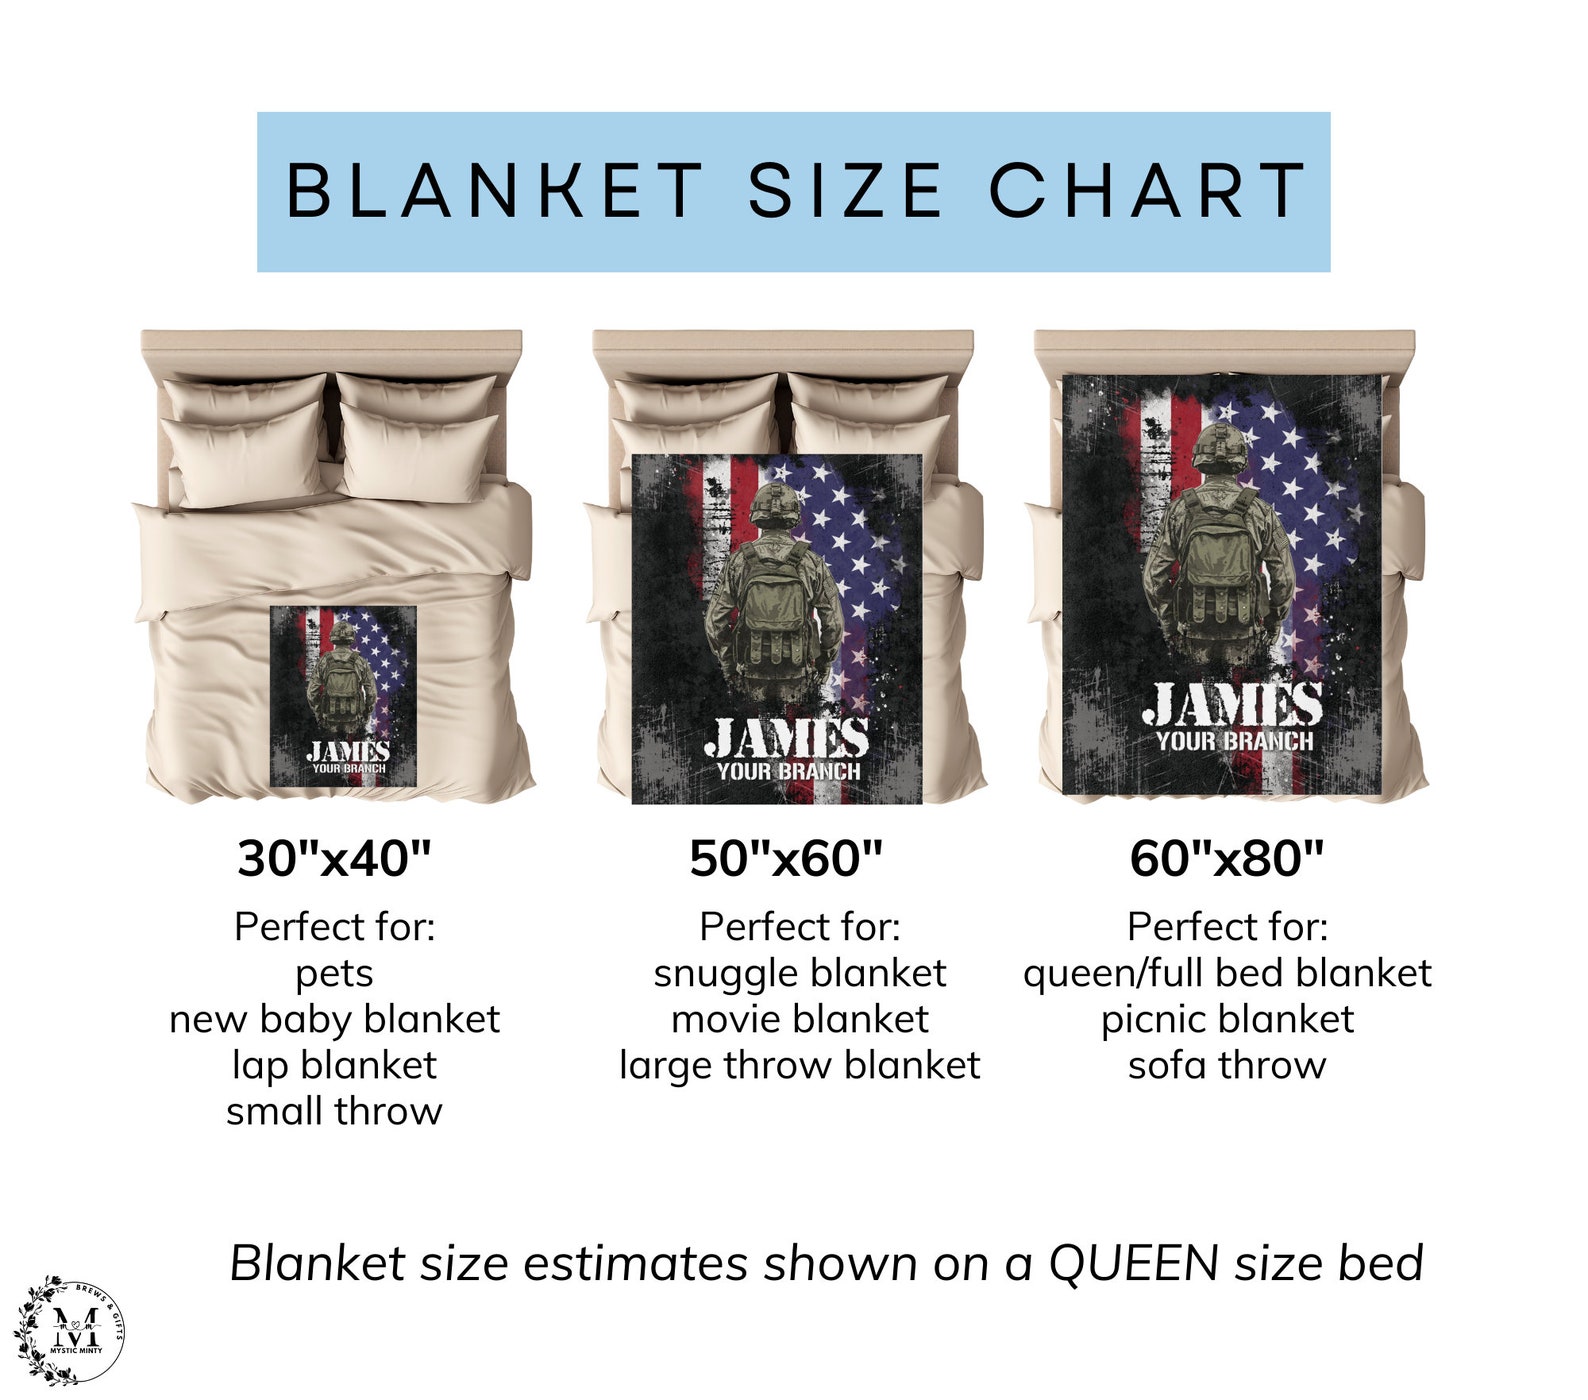 BLANKET SIZE CHART
JAMES
YOUR BRANCH
JAMES
YOUR BRANCH
JAMES
YOUR BRANCH
30"x40"
Perfect for:
pets
new baby blanket
lap blanket
small throw
50"x60"
Perfect for:
snuggle blanket
movie blanket
large throw blanket
60"x80"
Perfect for:
queen/full bed blanket
picnic blanket
sofa throw
Blanket size estimates shown on a QUEEN size bed
BREWS & GIFTS
M
m m
MYSTIC MINTY